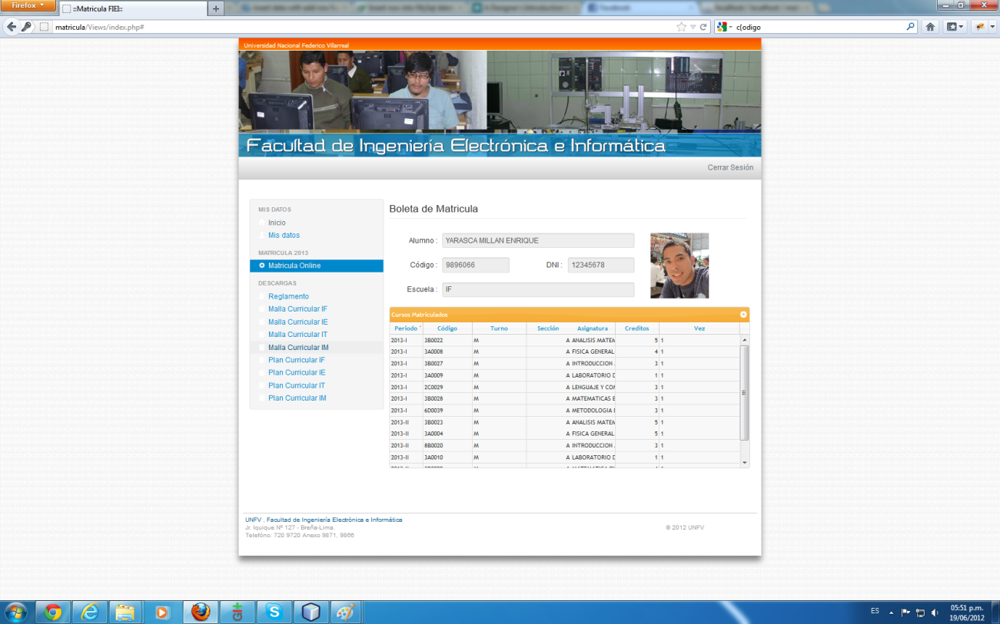 Firefox
::Matricula FIEI::
Facebook
matricula/Views/index.php#
c[odigo
Universidad Nacional Federico Villarreal
Facultad de Ingeniería Electrónica e Informática
Cerrar Sesión
MIS DATOS
Inicio
Mis datos
MATRICULA 2013
Matricula Online
DESCARGAS
Reglamento
Malla Curricular IF
Malla Curricular IE
Malla Curricular IT
Malla Curricular IM
Plan Curricular IF
Plan Curricular IE
Plan Curricular IT
Plan Curricular IM
Boleta de Matricula
Alumno : YARASCA MILLAN ENRIQUE
Código : 9896066 DNI : 12345678
Escuela : IF
Cursos Matriculados
Periodo Código Turno Sección Asignatura Creditos Vez
2013-I 3B0022 M A ANALISIS MATEM 5 1
2013-I 3A0008 M A FISICA GENERAL 4 1
2013-I 3B0027 M A INTRODUCCION 3 1
2013-I 3A0009 M A LABORATORIO D 1 1
2013-I 2C0029 M A LENGUAJE Y COM 3 1
2013-I 3B0028 M A MATEMATICAS E 3 1
2013-I 6D0039 M A METODOLOGIA 3 1
2013-II 3B0023 M A ANALISIS MATEM 5 1
2013-II 3A0004 M A FISICA GENERAL 5 1
2013-II 8B0020 M A INTRODUCCION 3 1
2013-II 3A0010 M A LABORATORIO D 1 1
UNFV , Facultad de Ingeniería Electrónica e Informática
Jr. Iquique Nº 127 - Breña-Lima.
Telefóno: 720 9720 Anexo 9871, 9866
© 2012 UNFV
ES
05:51 p.m.
19/06/2012